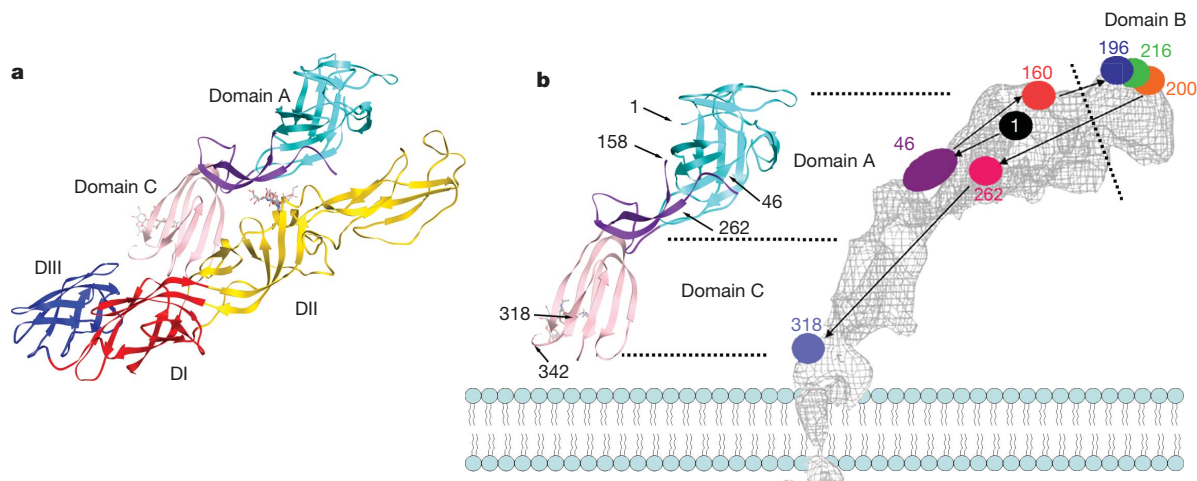 a
Domain A
Domain C
DIII
DII
DI
b
1
158
46
262
318
342
Domain A
Domain C
Domain B
196
216
200
160
1
46
262
318